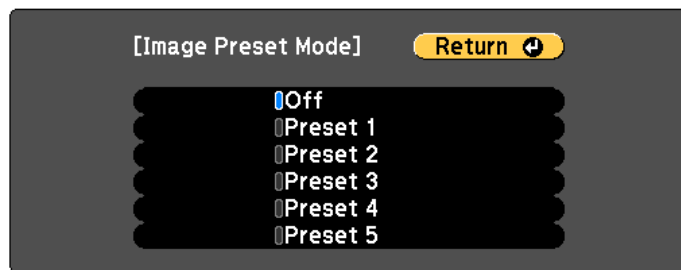 [Image Preset Mode] Return
Off
Preset 1
Preset 2
Preset 3
Preset 4
Preset 5